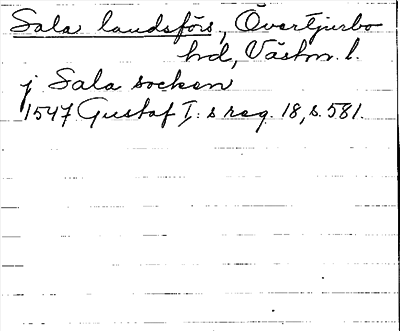 Sala landsförs, Övertjurbo
hd, Västm. l.
j Sala socken
1547 Gustaf I: s reg. 18, s. 581.